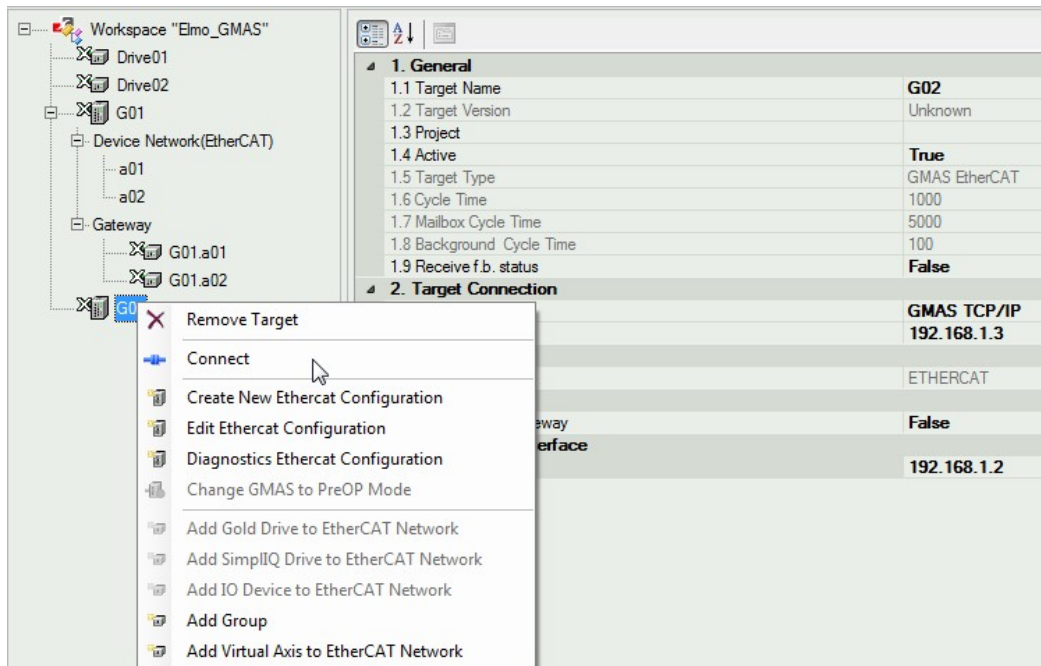 Workspace "Elmo_GMAS"
Drive01
Drive02
G01
Device Network(EtherCAT)
a01
a02
Gateway
G01.a01
G01.a02
G0
Remove Target
Connect
Create New Ethercat Configuration
Edit Ethercat Configuration
Diagnostics Ethercat Configuration
Change GMAS to PreOP Mode
Add Gold Drive to EtherCAT Network
Add SimplIQ Drive to EtherCAT Network
Add IO Device to EtherCAT Network
Add Group
Add Virtual Axis to EtherCAT Network
1. General
1.1 Target Name G02
1.2 Target Version Unknown
1.3 Project
1.4 Active True
1.5 Target Type GMAS EtherCAT
1.6 Cycle Time 1000
1.7 Mailbox Cycle Time 5000
1.8 Background Cycle Time 100
1.9 Receive f.b. status False
2. Target Connection
GMAS TCP/IP
192.168.1.3
ETHERCAT
eway False
erface
192.168.1.2